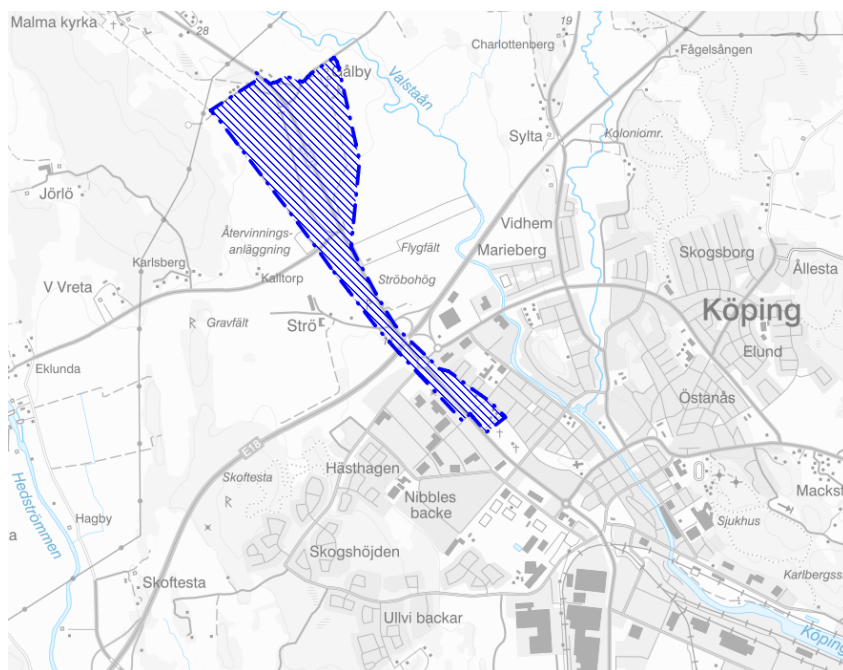 Malma kyrka
28
19
Charlottenberg
Fågelsången
Gålby
Valstaån
Sylta
Koloniomr.
Jörlö
Återvinnings-
anläggning
Flygfält
Vidhem
Marieberg
Skogsborg
Ållesta
Karlsberg
Kalltorp
Ströbohög
V Vreta
Gravfält
Strö
Köping
Elund
Eklunda
Östanås
E18
Hästhagen
Skoftesta
Nibbles
backe
Mackst
Hedströmmen
Hagby
a
Sjukhus
Skogshöjden
Skoftesta
Karlbergss
Ullvi backar
Köping